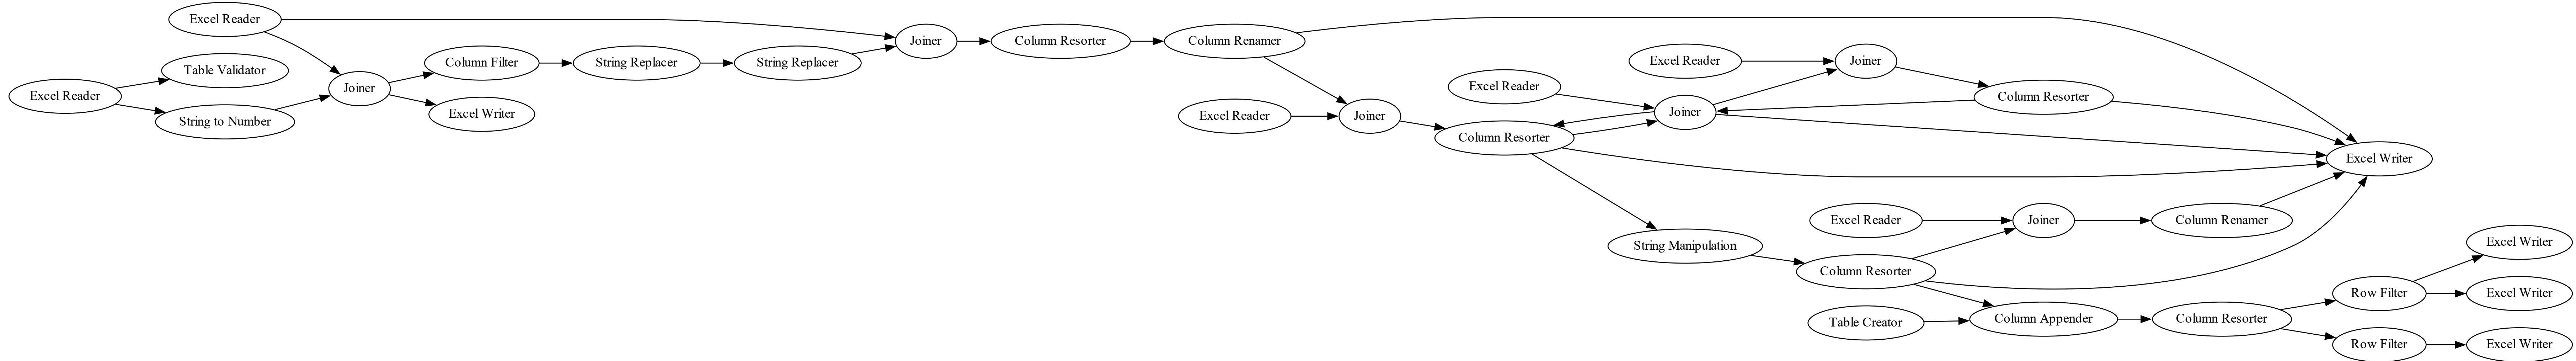 Excel Reader
Excel Reader
Table Validator
String to Number
Joiner
Column Filter
Excel Writer
String Replacer
String Replacer
Joiner
Column Resorter
Column Renamer
Excel Reader
Joiner
Excel Reader
Column Resorter
Excel Reader
Joiner
Joiner
Column Resorter
Excel Writer
String Manipulation
Excel Reader
Column Resorter
Table Creator
Joiner
Column Appender
Column Renamer
Column Resorter
Row Filter
Row Filter
Excel Writer
Excel Writer
Excel Writer